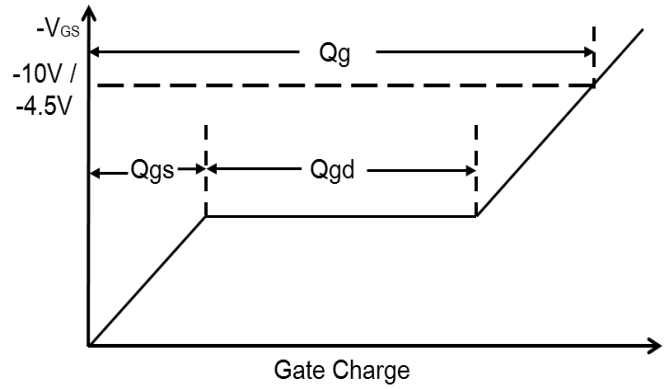 -VGS
Qg
-10V /
-4.5V
Qgs
Qgd
Gate Charge